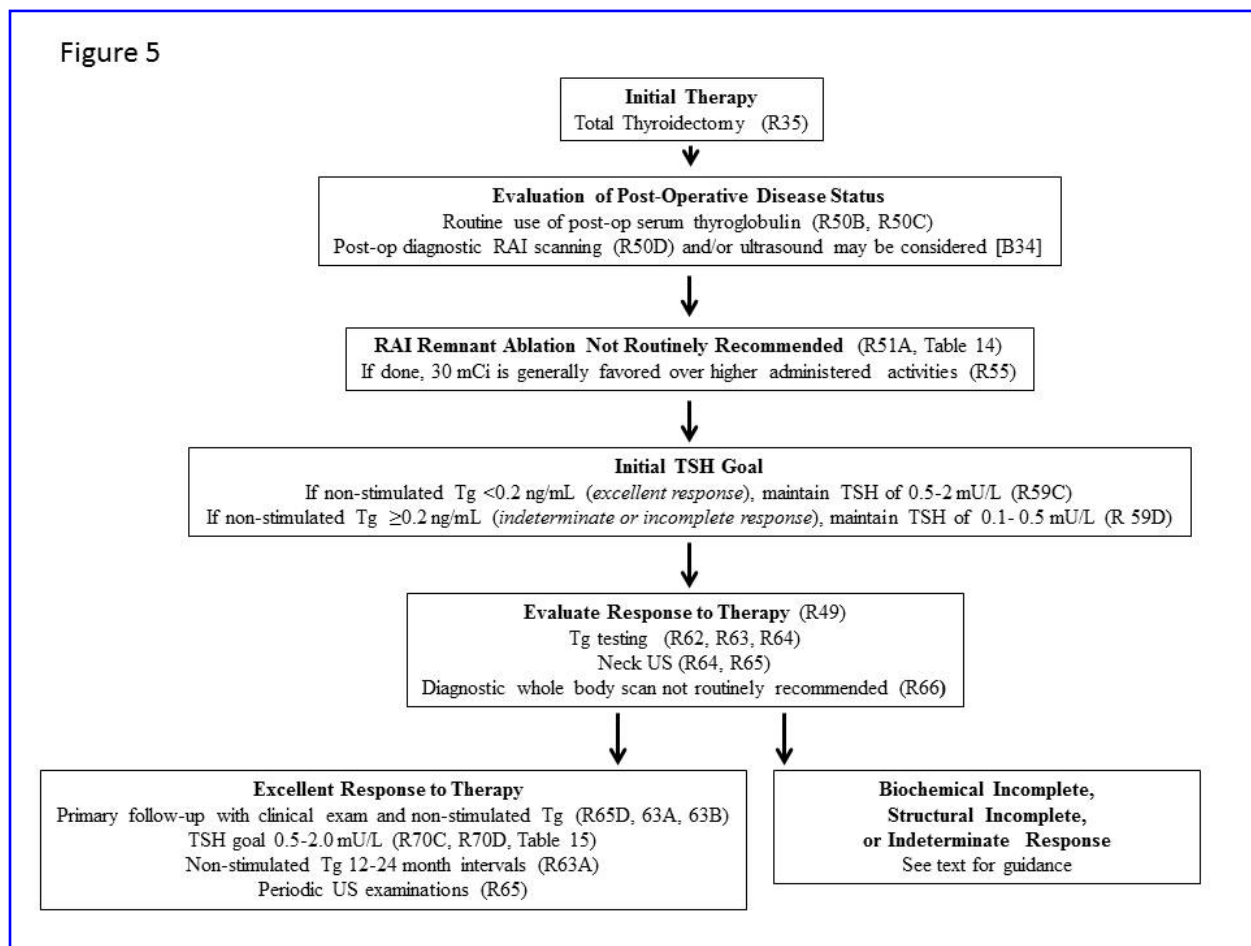 Figure 5
Initial Therapy
Total Thyroidectomy (R35)
Evaluation of Post-Operative Disease Status
Routine use of post-op serum thyroglobulin (R50B, R50C)
Post-op diagnostic RAI scanning (R50D) and/or ultrasound may be considered [B34]
RAI Remnant Ablation Not Routinely Recommended (R51A, Table 14)
If done, 30 mCi is generally favored over higher administered activities (R55)
Initial TSH Goal
If non-stimulated Tg <0.2 ng/mL (excellent response), maintain TSH of 0.5-2 mU/L (R59C)
If non-stimulated Tg ≥0.2 ng/mL (indeterminate or incomplete response), maintain TSH of 0.1- 0.5 mU/L (R 59D)
Evaluate Response to Therapy (R49)
Tg testing (R62, R63, R64)
Neck US (R64, R65)
Diagnostic whole body scan not routinely recommended (R66)
Excellent Response to Therapy
Primary follow-up with clinical exam and non-stimulated Tg (R65D, 63A, 63B)
TSH goal 0.5-2.0 mU/L (R70C, R70D, Table 15)
Non-stimulated Tg 12-24 month intervals (R63A)
Periodic US examinations (R65)
Biochemical Incomplete,
Structural Incomplete,
or Indeterminate Response
See text for guidance